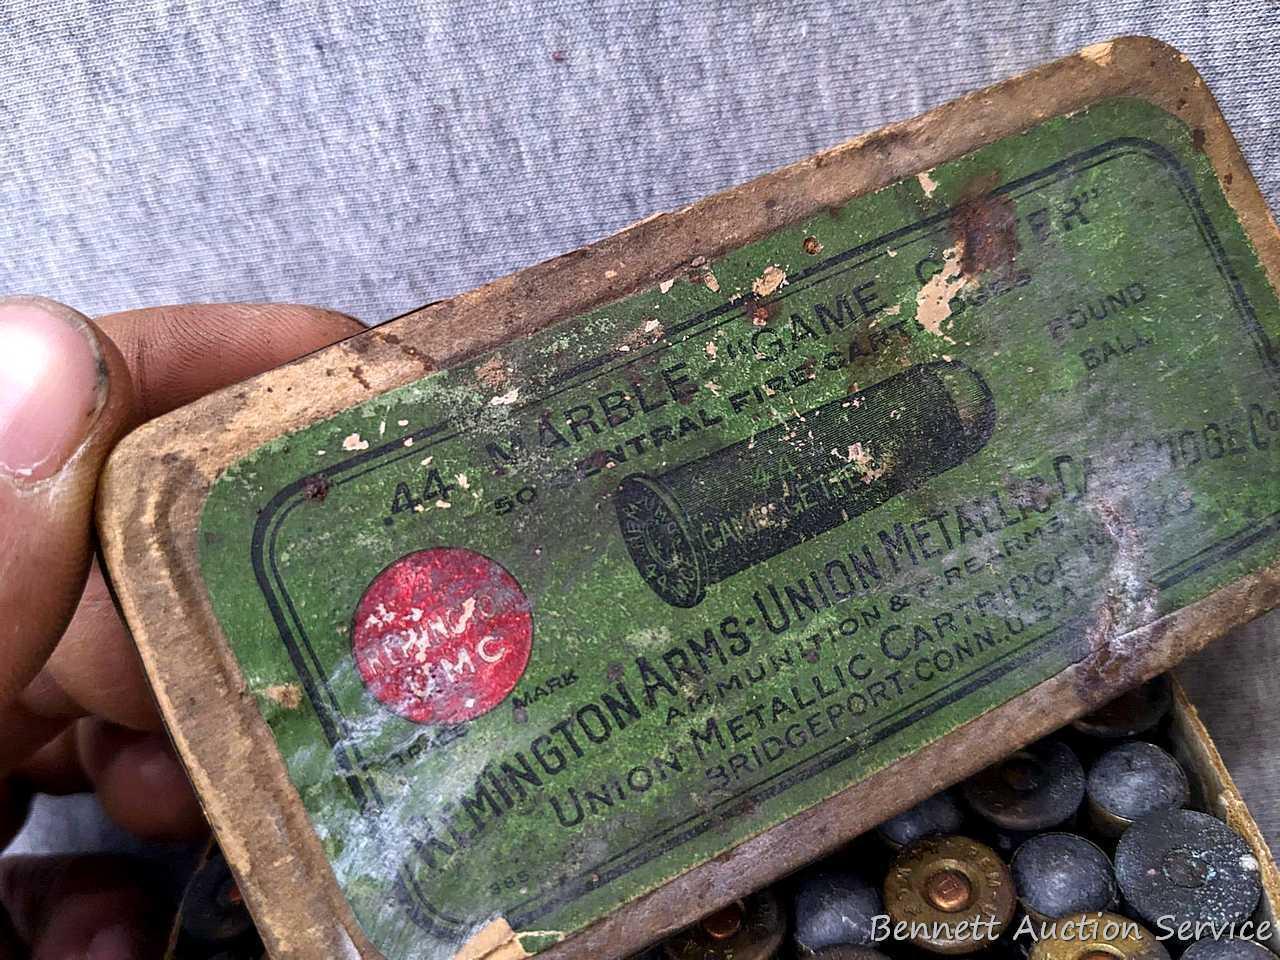 .44 MARBLE "GAME
50 CENTRAL FIRE CARTRIDGES
ROUND
BALL
44
GAME GETTER
REMINGTON
UMC
TRADE MARK
REMINGTON ARMS-UNION METALLIC CARTRIDGE Co
AMMUNITION & FIREARMS
UNION METALLIC CARTRIDGE WORKS
BRIDGEPORT, CONN. U.S.A.
Bennett Auction Service